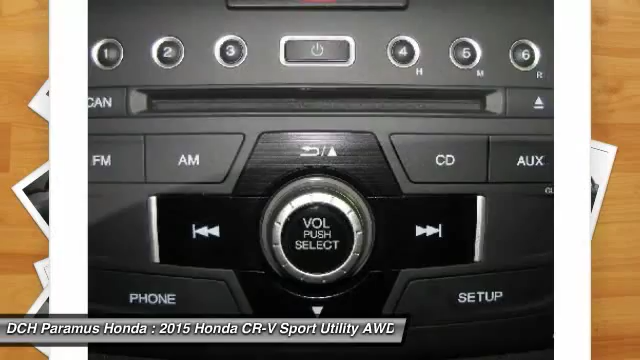 1 2 3 4 5 6
H M R
CAN
FM AM CD AUX
VOL
PUSH
SELECT
PHONE SETUP
DCH Paramus Honda : 2015 Honda CR-V Sport Utility AWD